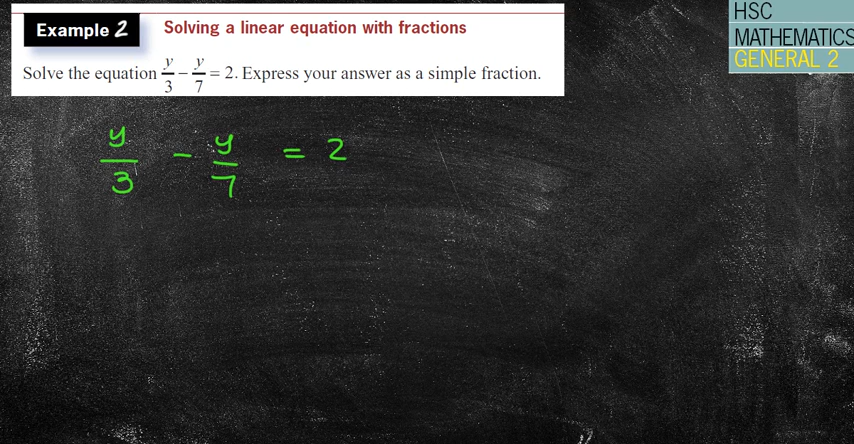 Example 2 Solving a linear equation with fractions
Solve the equation y/3 − y/7 = 2. Express your answer as a simple fraction.
HSC
MATHEMATICS
GENERAL 2
y/3 − y/7 = 2